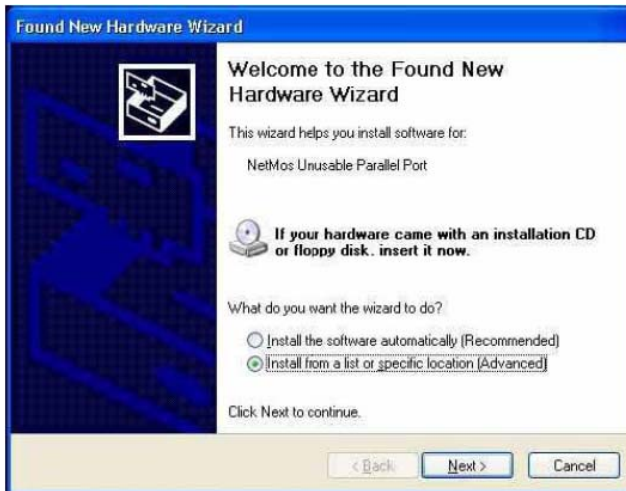 Found New Hardware Wizard
Welcome to the Found New
Hardware Wizard
This wizard helps you install software for:
NetMos Unusable Parallel Port
If your hardware came with an installation CD
or floppy disk, insert it now.
What do you want the wizard to do?
Install the software automatically (Recommended)
Install from a list or specific location (Advanced)
Click Next to continue.
< Back
Next >
Cancel